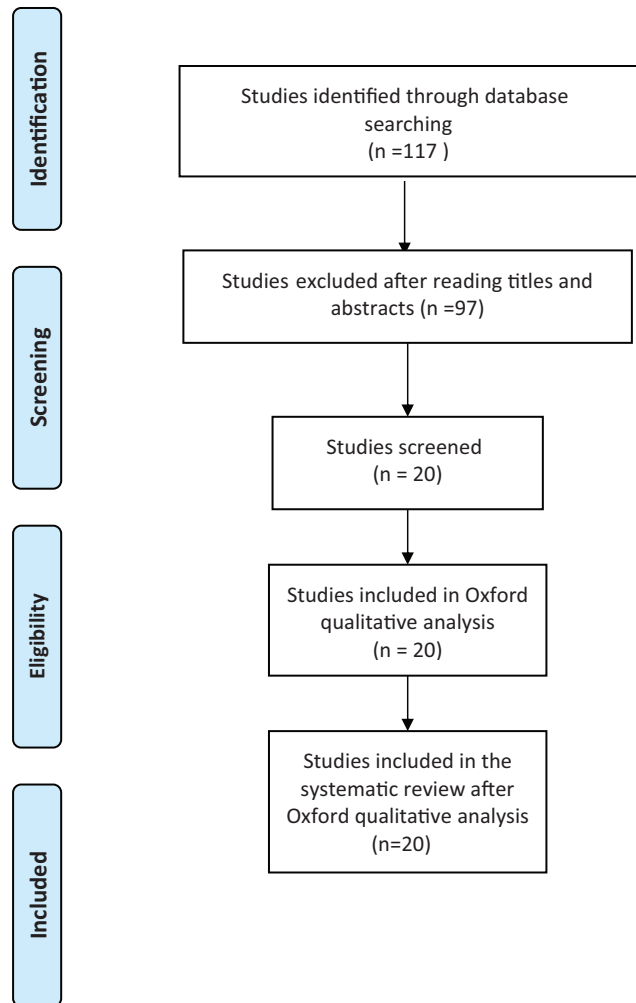 Identification
Studies identified through database
searching
(n =117 )
Screening
Studies excluded after reading titles and
abstracts (n =97)
Studies screened
(n = 20)
Eligibility
Studies included in Oxford
qualitative analysis
(n = 20)
Included
Studies included in the
systematic review after
Oxford qualitative analysis
(n=20)